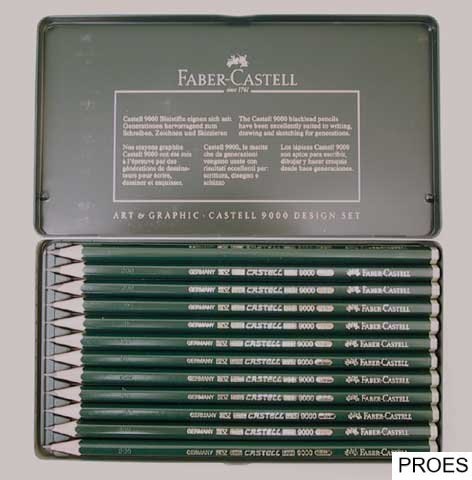 FABER-CASTELL
since 1761
Castell 9000 Bleistifte eignen sich seit
Generationen hervorragend zum
Schreiben, Zeichnen und Skizzieren
The Castell 9000 blacklead pencils
have been excellently suited to writing,
drawing and sketching for generations.
Nos crayons graphite
Castell 9000 ont été mis
à l'épreuve par des
générations de dessina-
teurs pour écrire,
dessiner et esquisser.
Castell 9000, le matite
che da generazioni
vengono usate con
risultati eccellenti per:
scrittura, disegno e
schizzo
Los lápices Castell 9000
son aptos para escribir,
dibujar y hacer croquis
desde hace generaciones.
ART & GRAPHIC · CASTELL 9000 DESIGN SET
CASTELL 9000 FABER-CASTELL
GERMANY CASTELL 9000 FABER-CASTELL
GERMANY CASTELL 9000 FABER-CASTELL
GERMANY CASTELL 9000 FABER-CASTELL
GERMANY CASTELL 9000 FABER-CASTELL
GERMANY CASTELL 9000 FABER-CASTELL
GERMANY CASTELL 9000 FABER-CASTELL
GERMANY CASTELL 9000 FABER-CASTELL
GERMANY CASTELL 9000 FABER-CASTELL
GERMANY CASTELL 9000 FABER-CASTELL
GERMANY CASTELL 9000 FABER-CASTELL
GERMANY CASTELL 9000 FABER-CASTELL
PROES